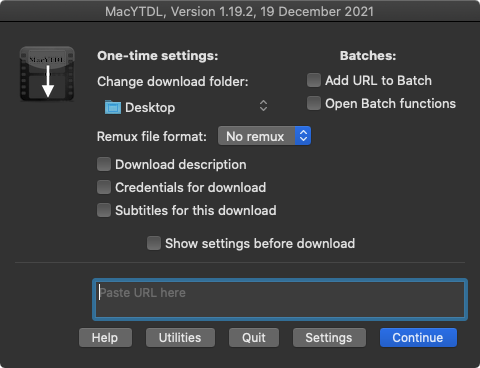 MacYTDL, Version 1.19.2, 19 December 2021
MacYTDL
One-time settings:
Batches:
Change download folder:
Add URL to Batch
Desktop
Open Batch functions
Remux file format: No remux
Download description
Credentials for download
Subtitles for this download
Show settings before download
Paste URL here
Help Utilities Quit Settings Continue